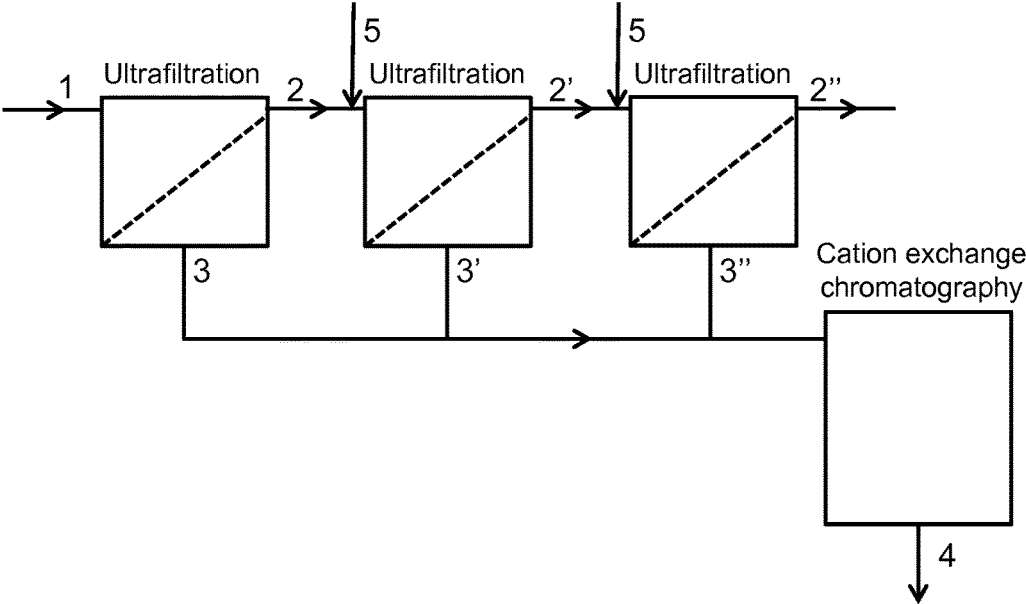 5
5
Ultrafiltration
Ultrafiltration
Ultrafiltration
1
2
2’
2’’
3
3’
3’’
Cation exchange
chromatography
4